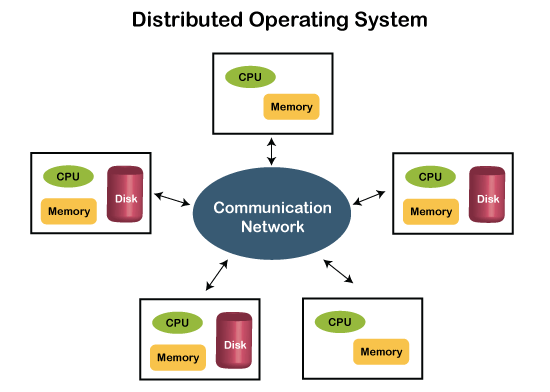 Distributed Operating System
CPU
Memory
CPU
Memory
Disk
Communication
Network
CPU
Memory
Disk
CPU
Memory
Disk
CPU
Memory